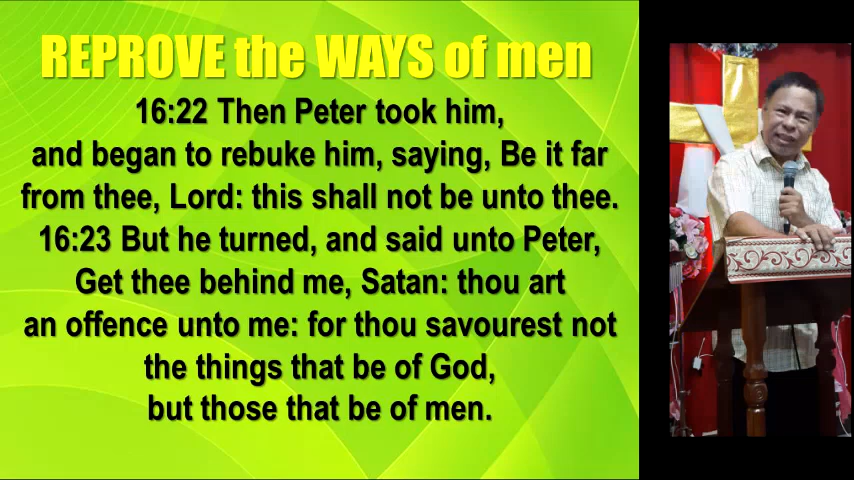 REPROVE the WAYS of men
16:22 Then Peter took him,
and began to rebuke him, saying, Be it far
from thee, Lord: this shall not be unto thee.
16:23 But he turned, and said unto Peter,
Get thee behind me, Satan: thou art
an offence unto me: for thou savourest not
the things that be of God,
but those that be of men.